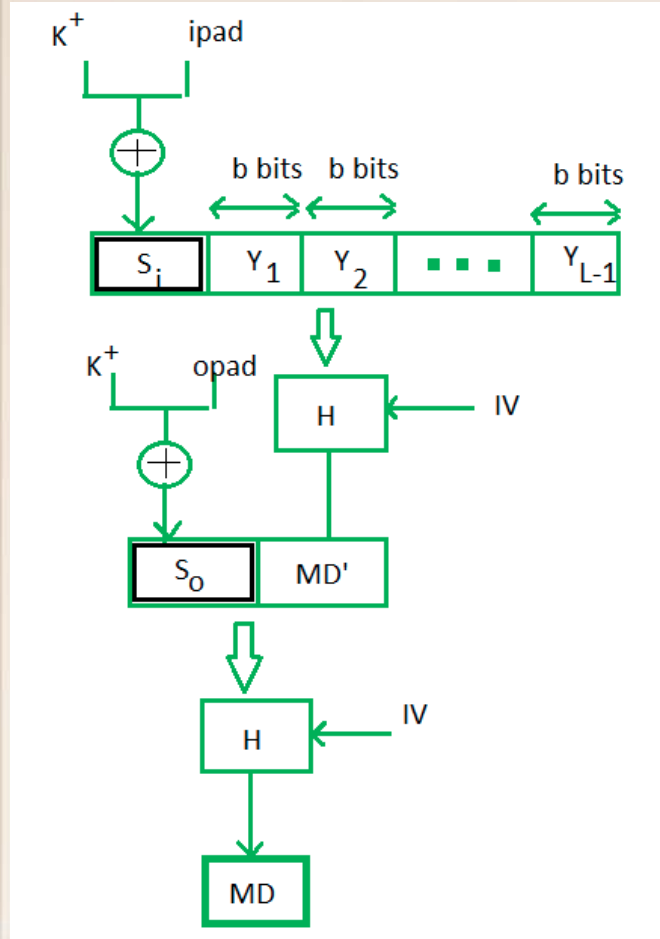 K+ ipad
b bits b bits b bits
Si Y1 Y2 YL-1
K+ opad
H IV
So MD'
H IV
MD